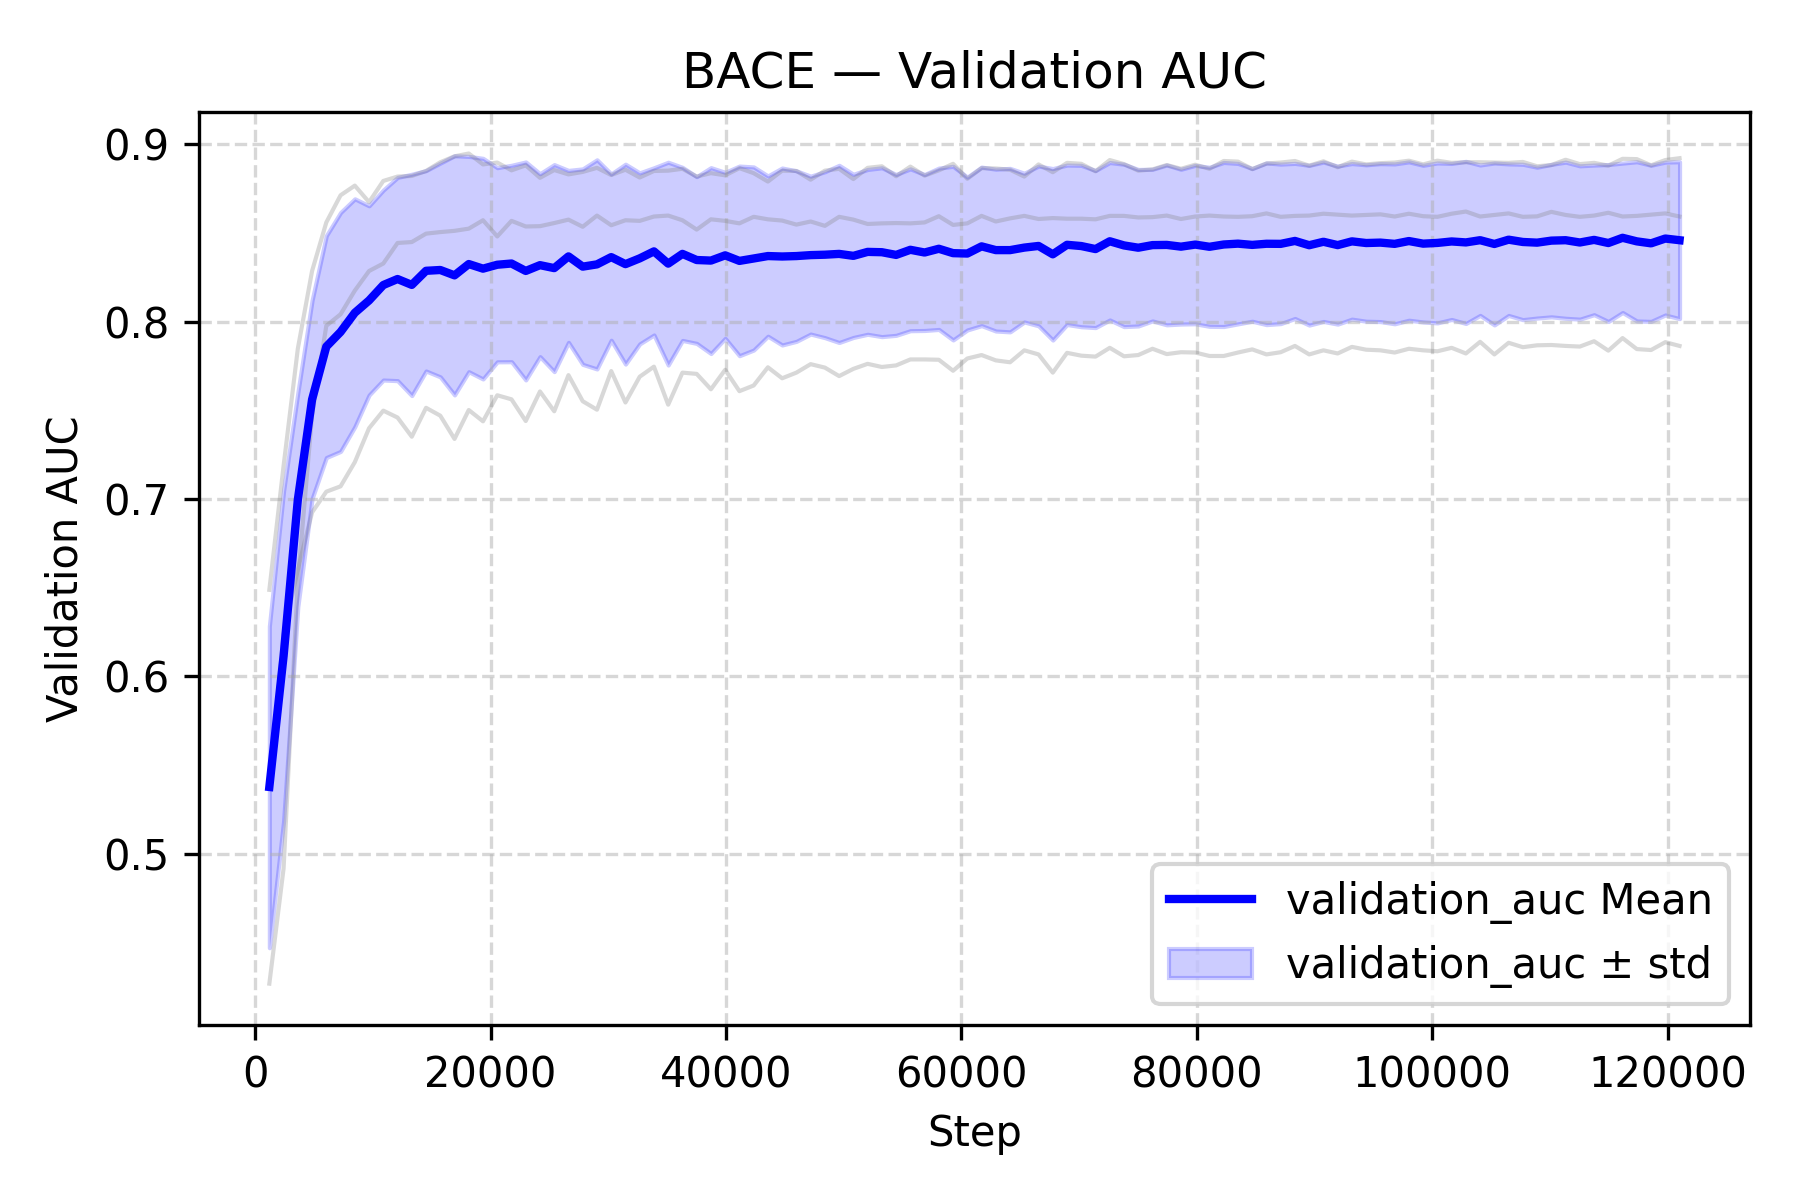 BACE — Validation AUC
Validation AUC
0.9
0.8
0.7
0.6
0.5
validation_auc Mean
validation_auc ± std
0 20000 40000 60000 80000 100000 120000
Step